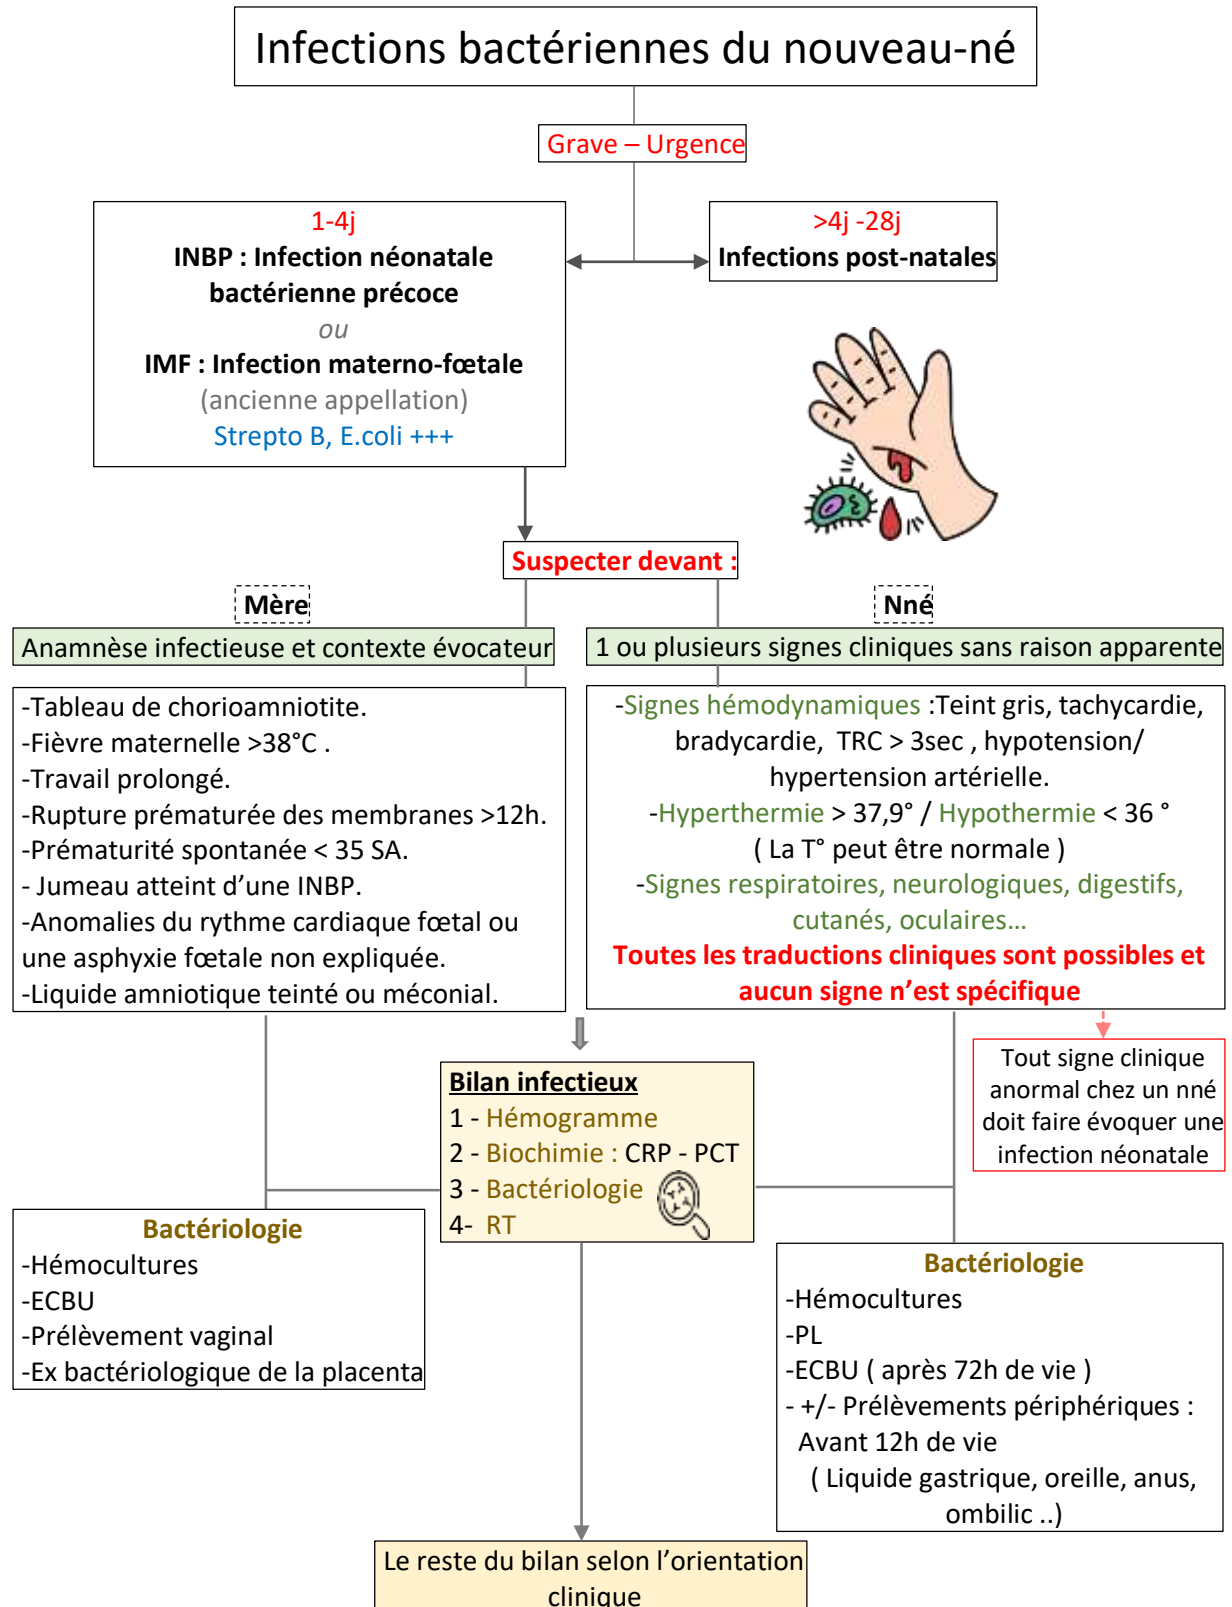 Infections bactériennes du nouveau-né
Grave – Urgence
1-4j
INBP : Infection néonatale
bactérienne précoce
ou
IMF : Infection materno-fœtale
(ancienne appellation)
Strepto B, E.coli +++
>4j -28j
Infections post-natales
Suspecter devant :
Mère
Anamnèse infectieuse et contexte évocateur
-Tableau de chorioamniotite.
-Fièvre maternelle >38°C .
-Travail prolongé.
-Rupture prématurée des membranes >12h.
-Prématurité spontanée < 35 SA.
- Jumeau atteint d’une INBP.
-Anomalies du rythme cardiaque fœtal ou
une asphyxie fœtale non expliquée.
-Liquide amniotique teinté ou méconial.
Nné
1 ou plusieurs signes cliniques sans raison apparente
-Signes hémodynamiques :Teint gris, tachycardie,
bradycardie, TRC > 3sec , hypotension/
hypertension artérielle.
-Hyperthermie > 37,9° / Hypothermie < 36 °
( La T° peut être normale )
-Signes respiratoires, neurologiques, digestifs,
cutanés, oculaires…
Toutes les traductions cliniques sont possibles et
aucun signe n’est spécifique
Tout signe clinique
anormal chez un nné
doit faire évoquer une
infection néonatale
Bilan infectieux
1 - Hémogramme
2 - Biochimie : CRP - PCT
3 - Bactériologie
4- RT
Bactériologie
-Hémocultures
-ECBU
-Prélèvement vaginal
-Ex bactériologique de la placenta
Bactériologie
-Hémocultures
-PL
-ECBU ( après 72h de vie )
- +/- Prélèvements périphériques :
Avant 12h de vie
( Liquide gastrique, oreille, anus,
ombilic ..)
Le reste du bilan selon l’orientation
clinique